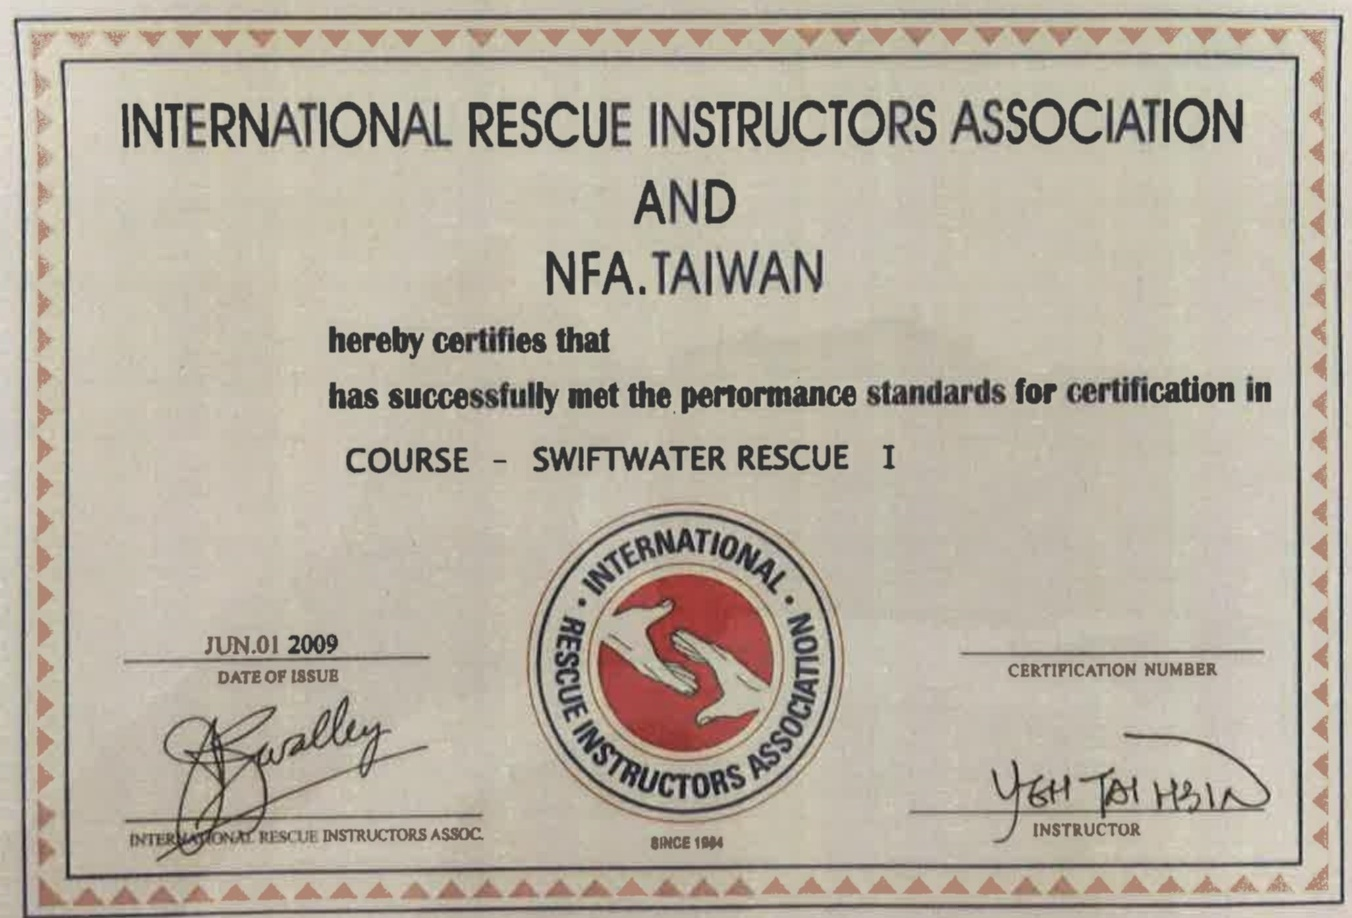 INTERNATIONAL RESCUE INSTRUCTORS ASSOCIATION
AND
NFA.TAIWAN
hereby certifies that
has successfully met the performance standards for certification in
COURSE - SWIFTWATER RESCUE I
INTERNATIONAL
RESCUE INSTRUCTORS ASSOCIATION
JUN.01 2009
DATE OF ISSUE
CERTIFICATION NUMBER
YEH TAI HSIN
INTERNATIONAL RESCUE INSTRUCTORS ASSOC.
INSTRUCTOR
SINCE 1984